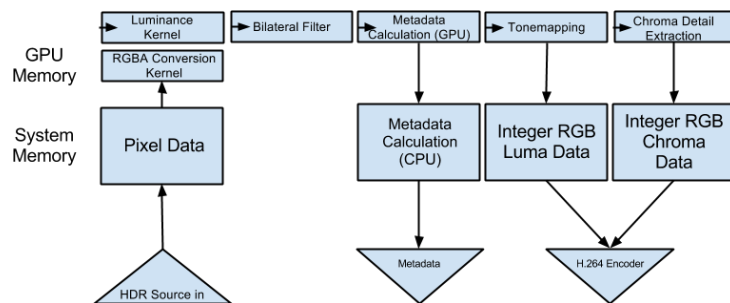 Luminance
Kernel
Bilateral Filter
Metadata
Calculation (GPU)
Tonemapping
Chroma Detail
Extraction
GPU
Memory
RGBA Conversion
Kernel
System
Memory
Pixel Data
Metadata
Calculation
(CPU)
Integer RGB
Luma Data
Integer RGB
Chroma
Data
HDR Source in
Metadata
H.264 Encoder